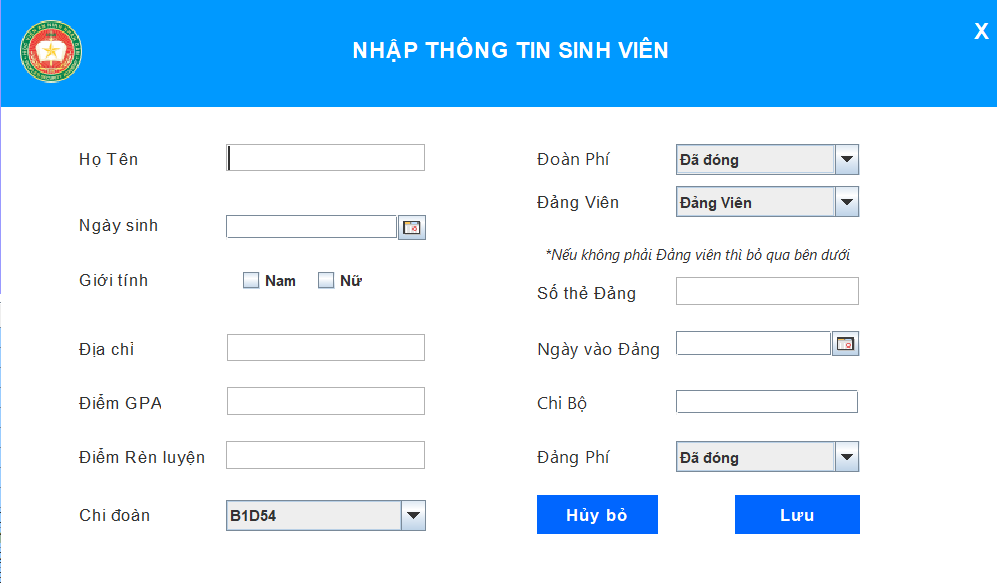 NHẬP THÔNG TIN SINH VIÊN
X
Họ Tên
Ngày sinh
Giới tính
Nam
Nữ
Địa chỉ
Điểm GPA
Điểm Rèn luyện
Chi đoàn
B1D54
Đoàn Phí
Đã đóng
Đảng Viên
Đảng Viên
*Nếu không phải Đảng viên thì bỏ qua bên dưới
Số thẻ Đảng
Ngày vào Đảng
Chi Bộ
Đảng Phí
Đã đóng
Hủy bỏ
Lưu